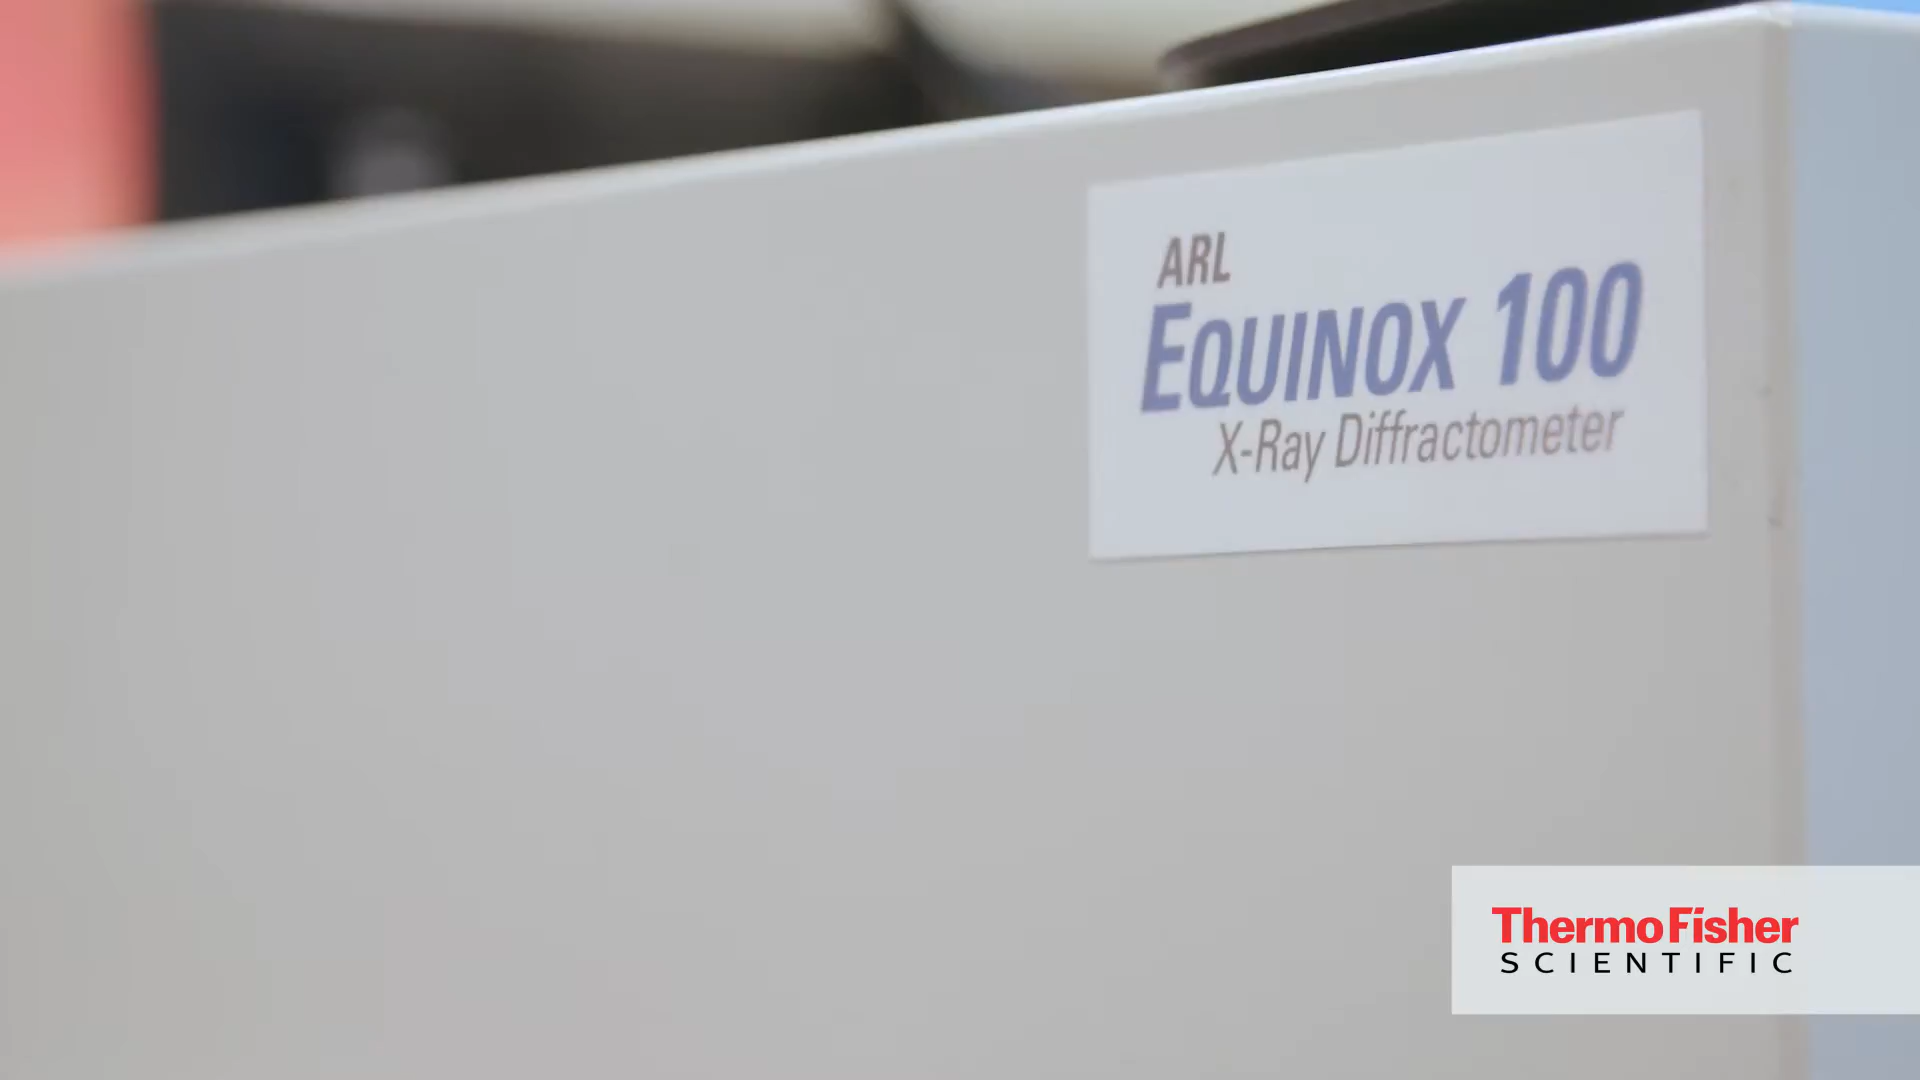 ARL
EQUINOX 100
X-Ray Diffractometer
ThermoFisher
SCIENTIFIC